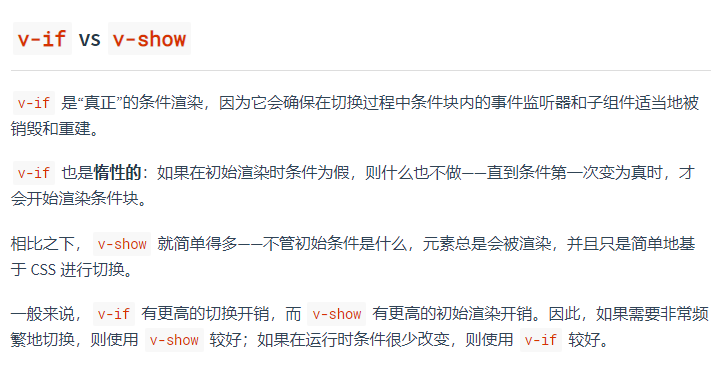 v-if vs v-show
v-if 是“真正”的条件渲染，因为它会确保在切换过程中条件块内的事件监听器和子组件适当地被
销毁和重建。
v-if 也是惰性的：如果在初始渲染时条件为假，则什么也不做——直到条件第一次变为真时，才
会开始渲染条件块。
相比之下，v-show 就简单得多——不管初始条件是什么，元素总是会被渲染，并且只是简单地基
于 CSS 进行切换。
一般来说，v-if 有更高的切换开销，而 v-show 有更高的初始渲染开销。因此，如果需要非常频
繁地切换，则使用 v-show 较好；如果在运行时条件很少改变，则使用 v-if 较好。